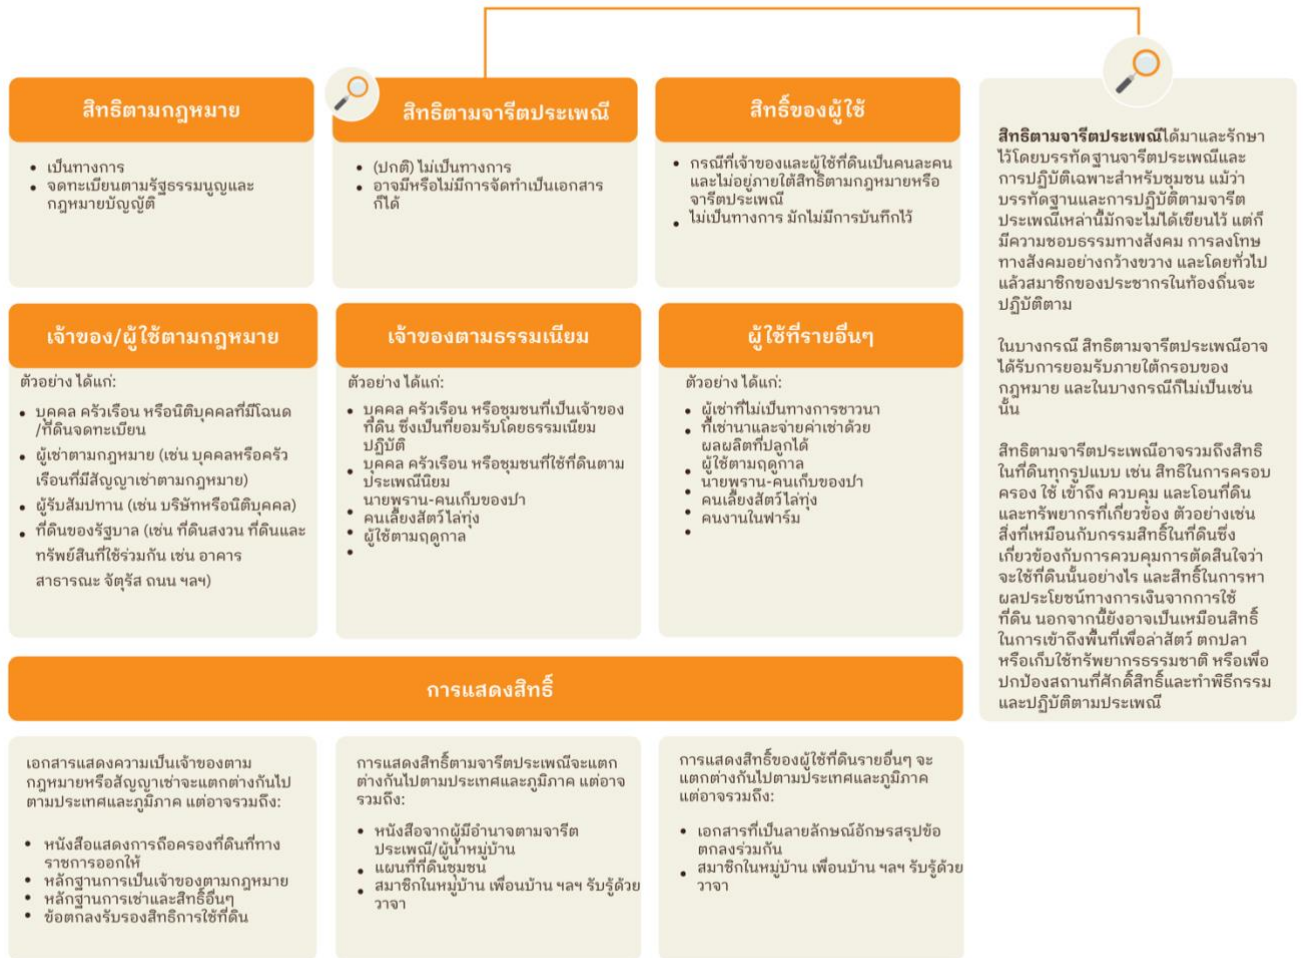 สิทธิตามกฎหมาย
• เป็นทางการ
• จดทะเบียนตามรัฐธรรมนูญและ
กฎหมายบัญญัติ
สิทธิตามจารีตประเพณี
• (ปกติ) ไม่เป็นทางการ
• อาจมีหรือไม่มีการจัดทำเป็นเอกสาร
ก็ได้
สิทธิ์ของผู้ใช้
• กรณีที่เจ้าของและผู้ใช้ที่ดินเป็นคนละคน
และไม่อยู่ภายใต้สิทธิตามกฎหมายหรือ
จารีตประเพณี
• ไม่เป็นทางการ มักไม่มีการบันทึกไว้
เจ้าของ/ผู้ใช้ตามกฎหมาย
ตัวอย่าง ได้แก่:
• บุคคล ครัวเรือน หรือนิติบุคคลที่มีโฉนด
/ที่ดินจดทะเบียน
• ผู้เช่าตามกฎหมาย (เช่น บุคคลหรือครัว
เรือนที่มีสัญญาเช่าตามกฎหมาย)
• ผู้รับสัมปทาน (เช่น บริษัทหรือนิติบุคคล)
• ที่ดินของรัฐบาล (เช่น ที่ดินสงวน ที่ดินและ
ทรัพย์สินที่ใช้ร่วมกัน เช่น อาคาร
สาธารณะ จัตุรัส ถนน ฯลฯ)
เจ้าของตามธรรมเนียม
ตัวอย่าง ได้แก่:
• บุคคล ครัวเรือน หรือชุมชนที่เป็นเจ้าของ
ที่ดิน ซึ่งเป็นที่ยอมรับโดยธรรมเนียม
ปฏิบัติ
• บุคคล ครัวเรือน หรือชุมชนที่ใช้ที่ดินตาม
ประเพณีนิยม
• นายพราน-คนเก็บของป่า
• คนเลี้ยงสัตว์ไล่ทุ่ง
• ผู้ใช้ตามฤดูกาล
•
ผู้ใช้ที่รายอื่นๆ
ตัวอย่าง ได้แก่:
• ผู้เช่าที่ไม่เป็นทางการชาวนา
• ที่เช่านาและจ่ายค่าเช่าด้วย
ผลผลิตที่ปลูกได้
• ผู้ใช้ตามฤดูกาล
• นายพราน-คนเก็บของป่า
• คนเลี้ยงสัตว์ไล่ทุ่ง
• คนงานในฟาร์ม
•
การแสดงสิทธิ์
เอกสารแสดงความเป็นเจ้าของตาม
กฎหมายหรือสัญญาเช่าจะแตกต่างกันไป
ตามประเทศและภูมิภาค แต่อาจรวมถึง:
• หนังสือแสดงการถือครองที่ดินที่ทาง
ราชการออกให้
• หลักฐานการเป็นเจ้าของตามกฎหมาย
• หลักฐานการเช่าและสิทธิ์อื่นๆ
• ข้อตกลงรับรองสิทธิการใช้ที่ดิน
การแสดงสิทธิ์ตามจารีตประเพณีจะแตก
ต่างกันไปตามประเทศและภูมิภาค แต่อาจ
รวมถึง:
• หนังสือจากผู้มีอำนาจตามจารีต
ประเพณี/ผู้นำหมู่บ้าน
• แผนที่ที่ดินชุมชน
• สมาชิกในหมู่บ้าน เพื่อนบ้าน ฯลฯ รับรู้ด้วย
วาจา
การแสดงสิทธิ์ของผู้ใช้ที่ดินรายอื่นๆ จะ
แตกต่างกันไปตามประเทศและภูมิภาค
แต่อาจรวมถึง:
• เอกสารที่เป็นลายลักษณ์อักษรสรุปข้อ
ตกลงร่วมกัน
• สมาชิกในหมู่บ้าน เพื่อนบ้าน ฯลฯ รับรู้ด้วย
วาจา
สิทธิตามจารีตประเพณีได้มาและรักษา
ไว้โดยบรรทัดฐานจารีตประเพณีและ
การปฏิบัติเฉพาะสำหรับชุมชน แม้ว่า
บรรทัดฐานและการปฏิบัติตามจารีต
ประเพณีเหล่านี้มักจะไม่ได้เขียนไว้ แต่ก็
มีความชอบธรรมทางสังคม การลงโทษ
ทางสังคมอย่างกว้างขวาง และโดยทั่วไป
แล้วสมาชิกของประชากรในท้องถิ่นจะ
ปฏิบัติตาม
ในบางกรณี สิทธิตามจารีตประเพณีอาจ
ได้รับการยอมรับภายใต้กรอบของ
กฎหมาย และในบางกรณีก็ไม่เป็นเช่น
นั้น
สิทธิตามจารีตประเพณีอาจรวมถึงสิทธิ
ในที่ดินทุกรูปแบบ เช่น สิทธิในการครอบ
ครอง ใช้ เข้าถึง ควบคุม และโอนที่ดิน
และทรัพยากรที่เกี่ยวข้อง ตัวอย่างเช่น
สิ่งที่เหมือนกับกรรมสิทธิ์ในที่ดินซึ่ง
เกี่ยวข้องกับการควบคุมการตัดสินใจว่า
จะใช้ที่ดินนั้นอย่างไร และสิทธิ์ในการหา
ผลประโยชน์ทางการเงินจากการใช้
ที่ดิน นอกจากนี้ยังอาจเป็นเหมือนสิทธิ์
ในการเข้าถึงพื้นที่เพื่อล่าสัตว์ ตกปลา
หรือเก็บใช้ทรัพยากรธรรมชาติ หรือเพื่อ
ปกป้องสถานที่ศักดิ์สิทธิ์และทำพิธีกรรม
และปฏิบัติตามประเพณี